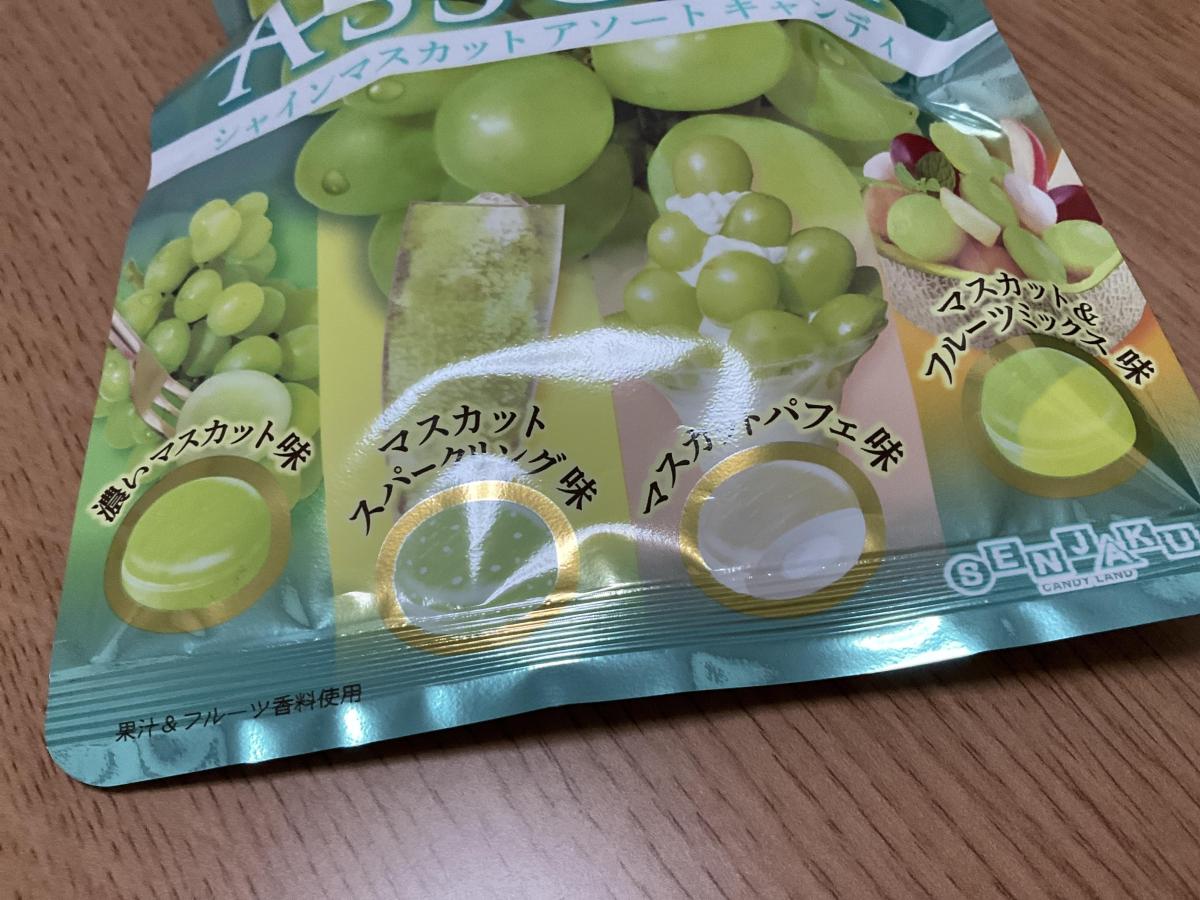 シャインマスカットアソートキャンディ
濃いマスカット味
マスカット
スパークリング味
パフェ味
マスカット&
フルーツミックス味
SENJAKU
CANDY LAND
果汁&フルーツ香料使用